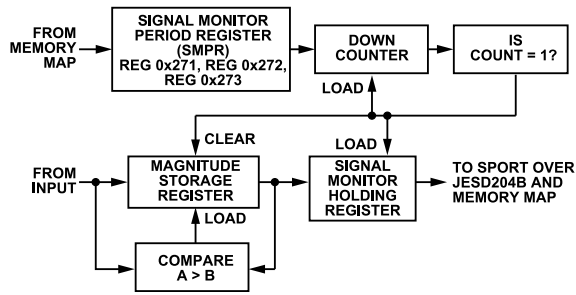 FROM
MEMORY
MAP
SIGNAL MONITOR
PERIOD REGISTER
(SMPR)
REG 0x271, REG 0x272,
REG 0x273
DOWN
COUNTER
IS
COUNT = 1?
LOAD
CLEAR
LOAD
FROM
INPUT
MAGNITUDE
STORAGE
REGISTER
SIGNAL
MONITOR
HOLDING
REGISTER
TO SPORT OVER
JESD204B AND
MEMORY MAP
LOAD
COMPARE
A > B